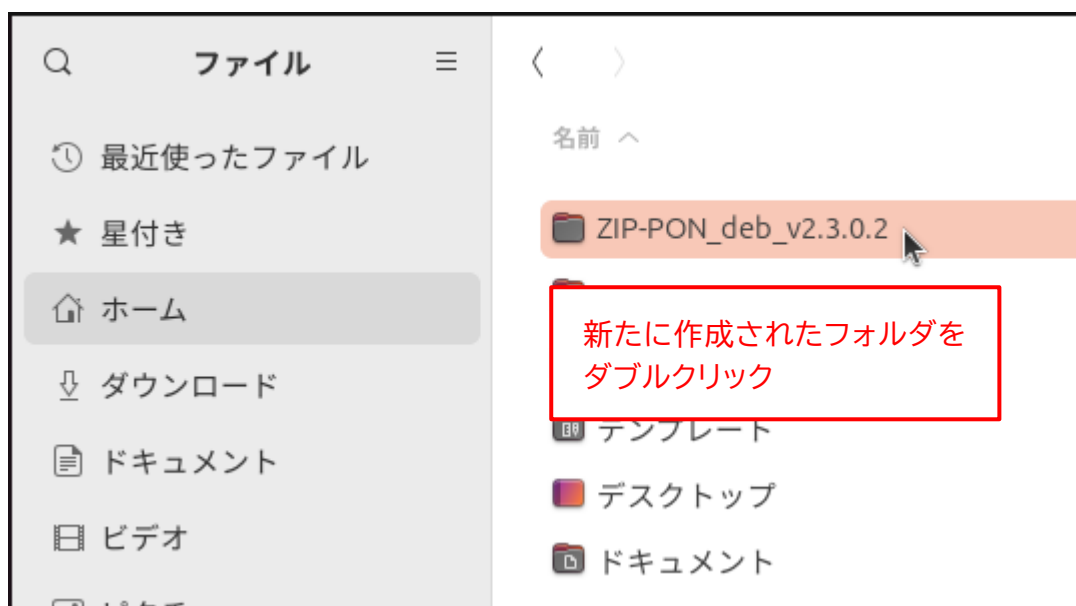 ファイル
最近使ったファイル
星付き
ホーム
ダウンロード
ドキュメント
ビデオ
名前
ZIP-PON_deb_v2.3.0.2
新たに作成されたフォルダを
ダブルクリック
テンプレート
デスクトップ
ドキュメント